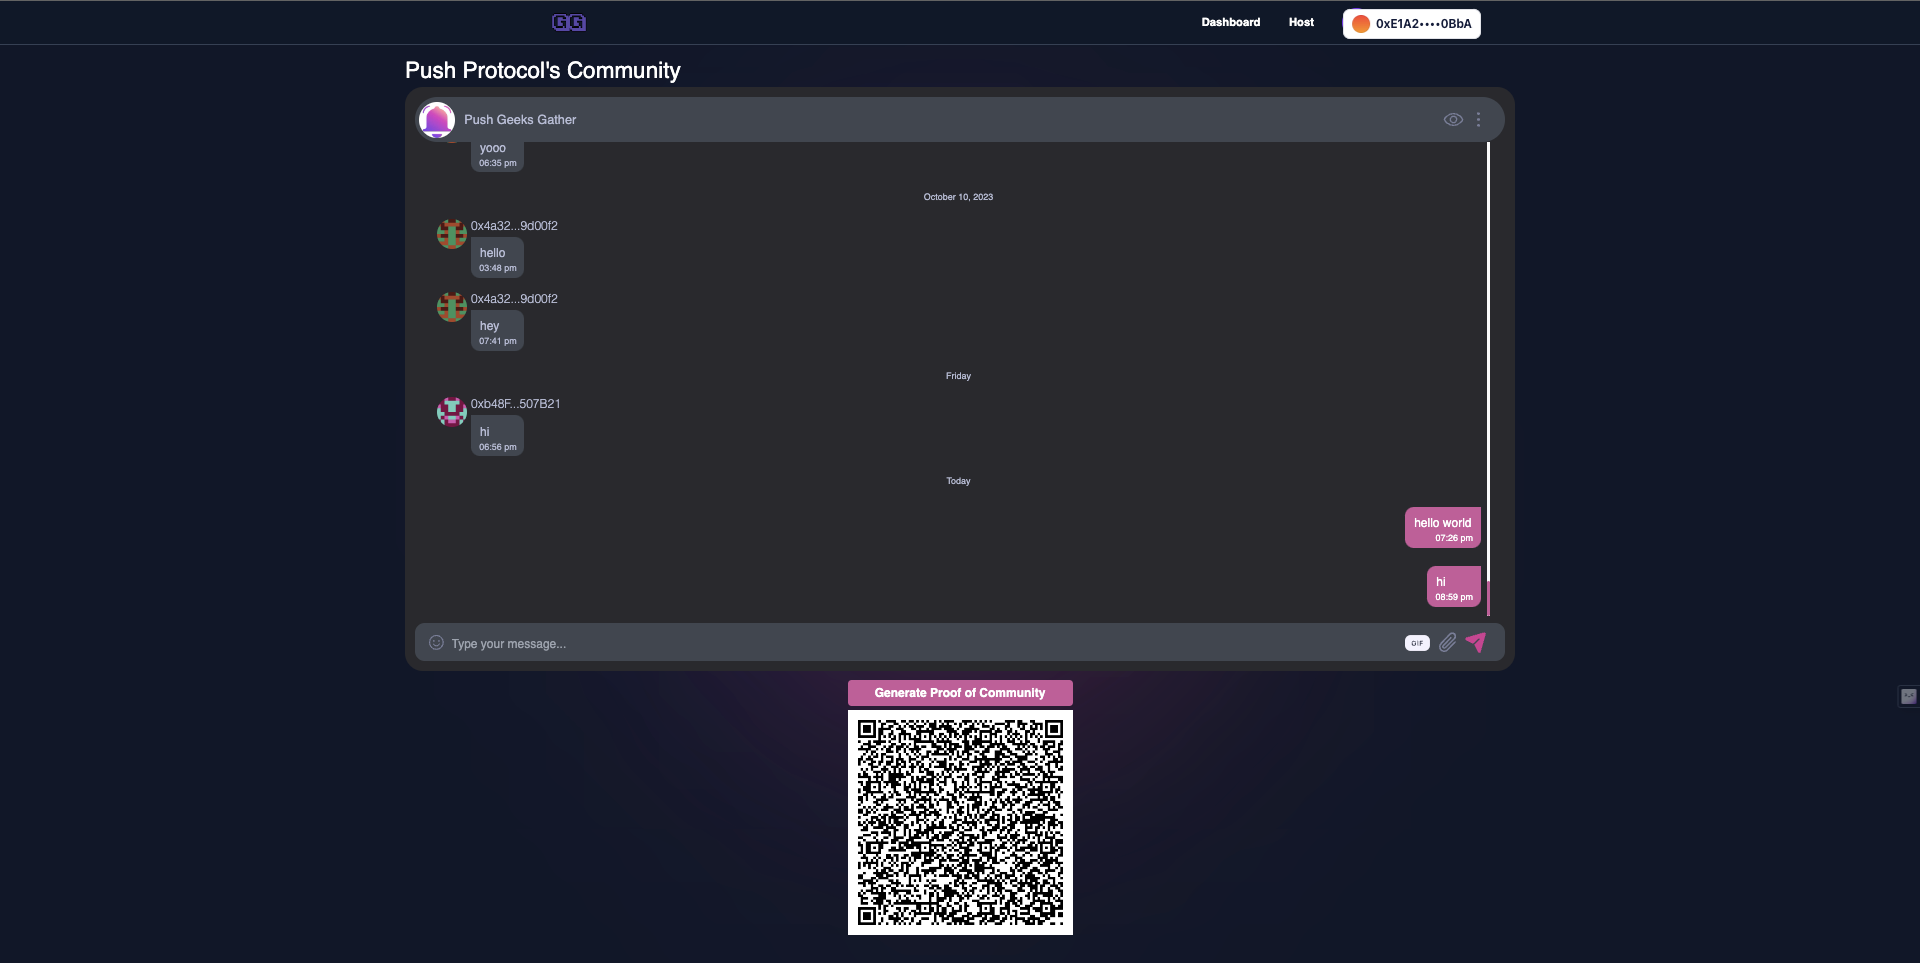 GG
Dashboard
Host
0xE1A2••••0BbA
Push Protocol's Community
Push Geeks Gather
yooo
06:35 pm
October 10, 2023
0x4a32...9d00f2
hello
03:48 pm
0x4a32...9d00f2
hey
07:41 pm
Friday
0xb48F...507B21
hi
06:56 pm
Today
hello world
07:26 pm
hi
08:59 pm
Type your message...
GIF
Generate Proof of Community